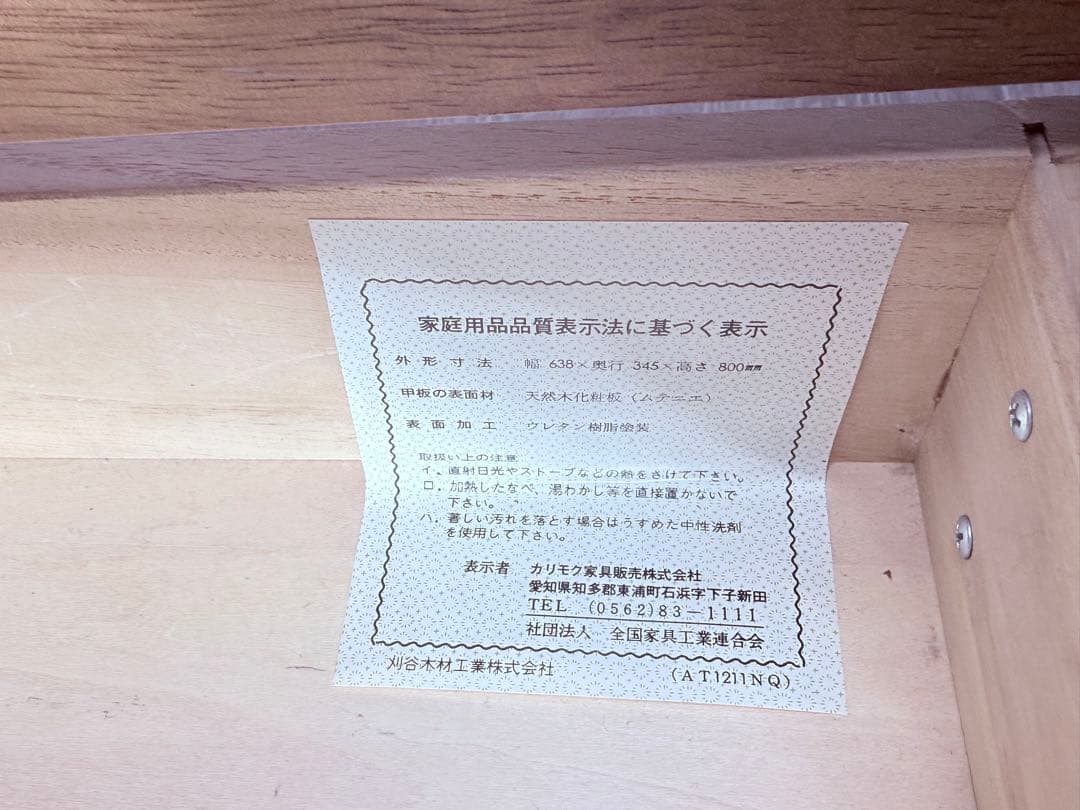 家庭用品品質表示法に基づく表示
外形寸法 幅 638×奥行 345×高さ 800㎜
甲板の表面材 天然木化粧板（ムテニエ）
表面加工 ウレタン樹脂塗装
取扱い上の注意
イ．直射日光やストーブなどの熱をさけて下さい。
ロ．加熱したなべ、湯わかし等を直接置かないで
下さい。
ハ．著しい汚れを落とす場合はうすめた中性洗剤
を使用して下さい。
表示者 カリモク家具販売株式会社
愛知県知多郡東浦町石浜字下子新田
TEL (0562)83－1111
社団法人 全国家具工業連合会
刈谷木材工業株式会社 (AT1211NQ)